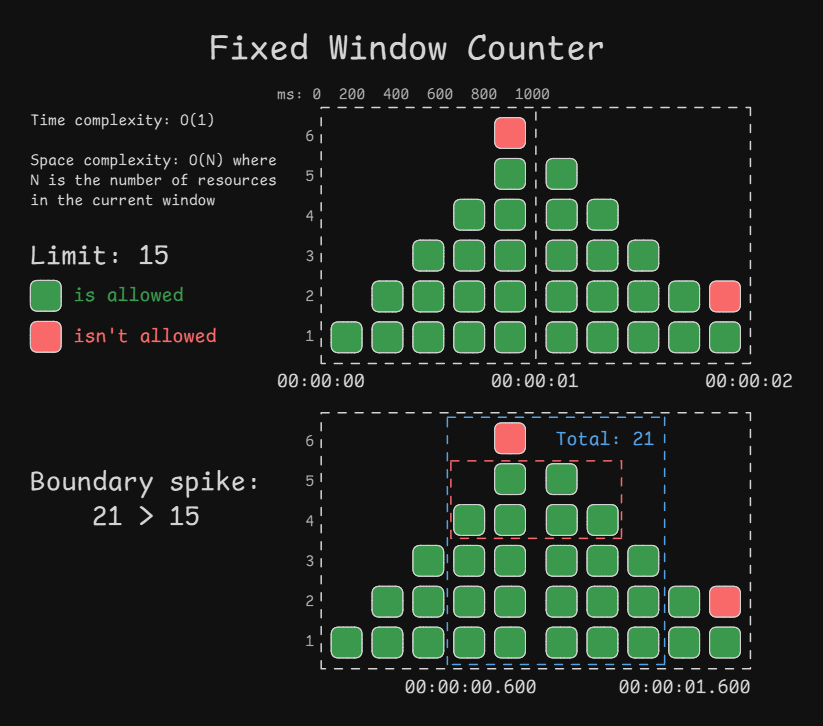 Fixed Window Counter
ms: 0 200 400 600 800 1000
Time complexity: O(1)
Space complexity: O(N) where
N is the number of resources
in the current window
Limit: 15
is allowed
isn't allowed
6
5
4
3
2
1
00:00:00 00:00:01 00:00:02
Boundary spike:
21 > 15
Total: 21
6
5
4
3
2
1
00:00:00.600 00:00:01.600